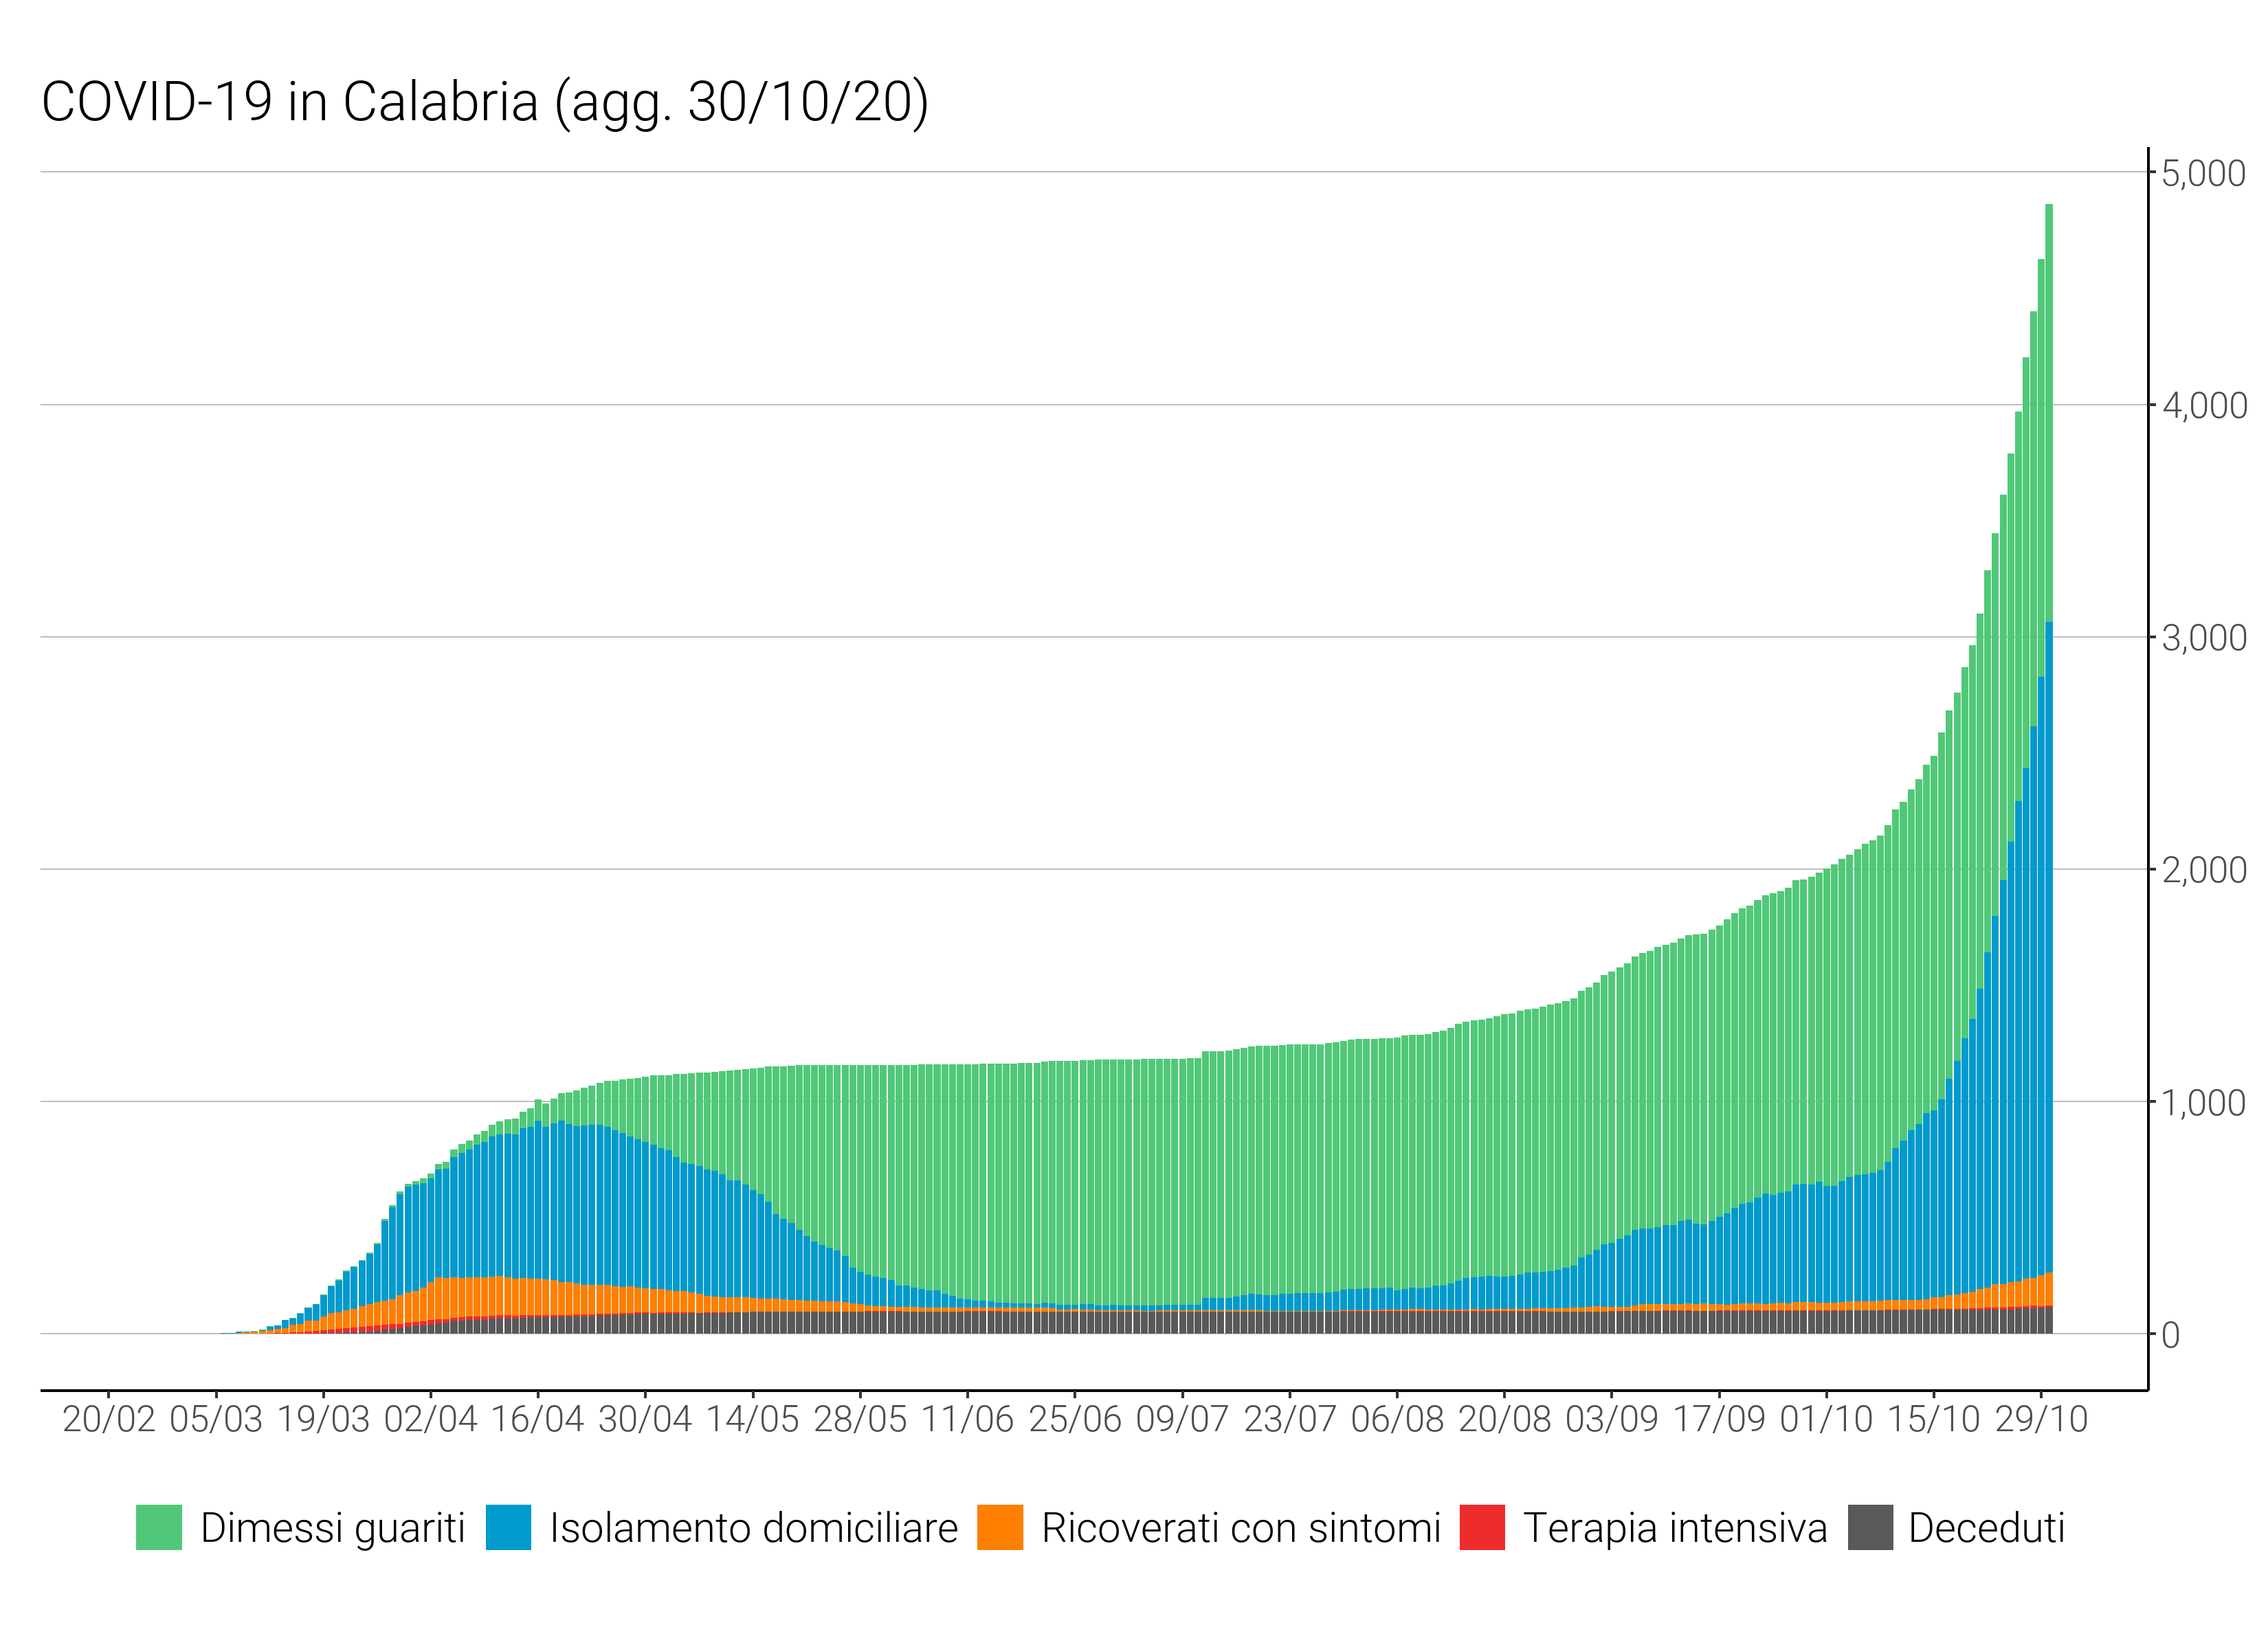 COVID-19 in Calabria (agg. 30/10/20)
5,000
4,000
3,000
2,000
1,000
0
20/02 05/03 19/03 02/04 16/04 30/04 14/05 28/05 11/06 25/06 09/07 23/07 06/08 20/08 03/09 17/09 01/10 15/10 29/10
Dimessi guariti Isolamento domiciliare Ricoverati con sintomi Terapia intensiva Deceduti